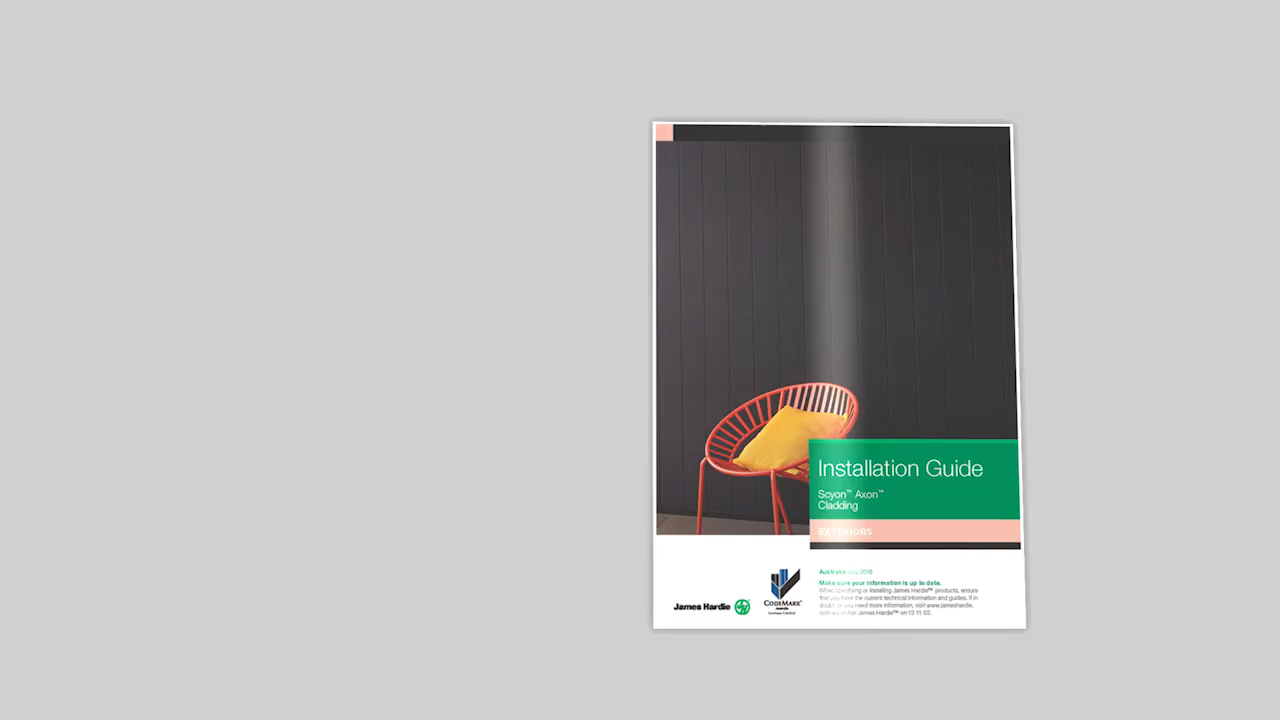 Installation Guide
Scyon™ Axon™
Cladding
EXTERIORS
Australia July 2018
Make sure your information is up to date.
When specifying or installing James Hardie™ products, ensure
that you have the current technical information and guides. If in
doubt, or you need more information, visit www.jameshardie.
com.au or Ask James Hardie™ on 13 11 03.
James Hardie
CODEMARK